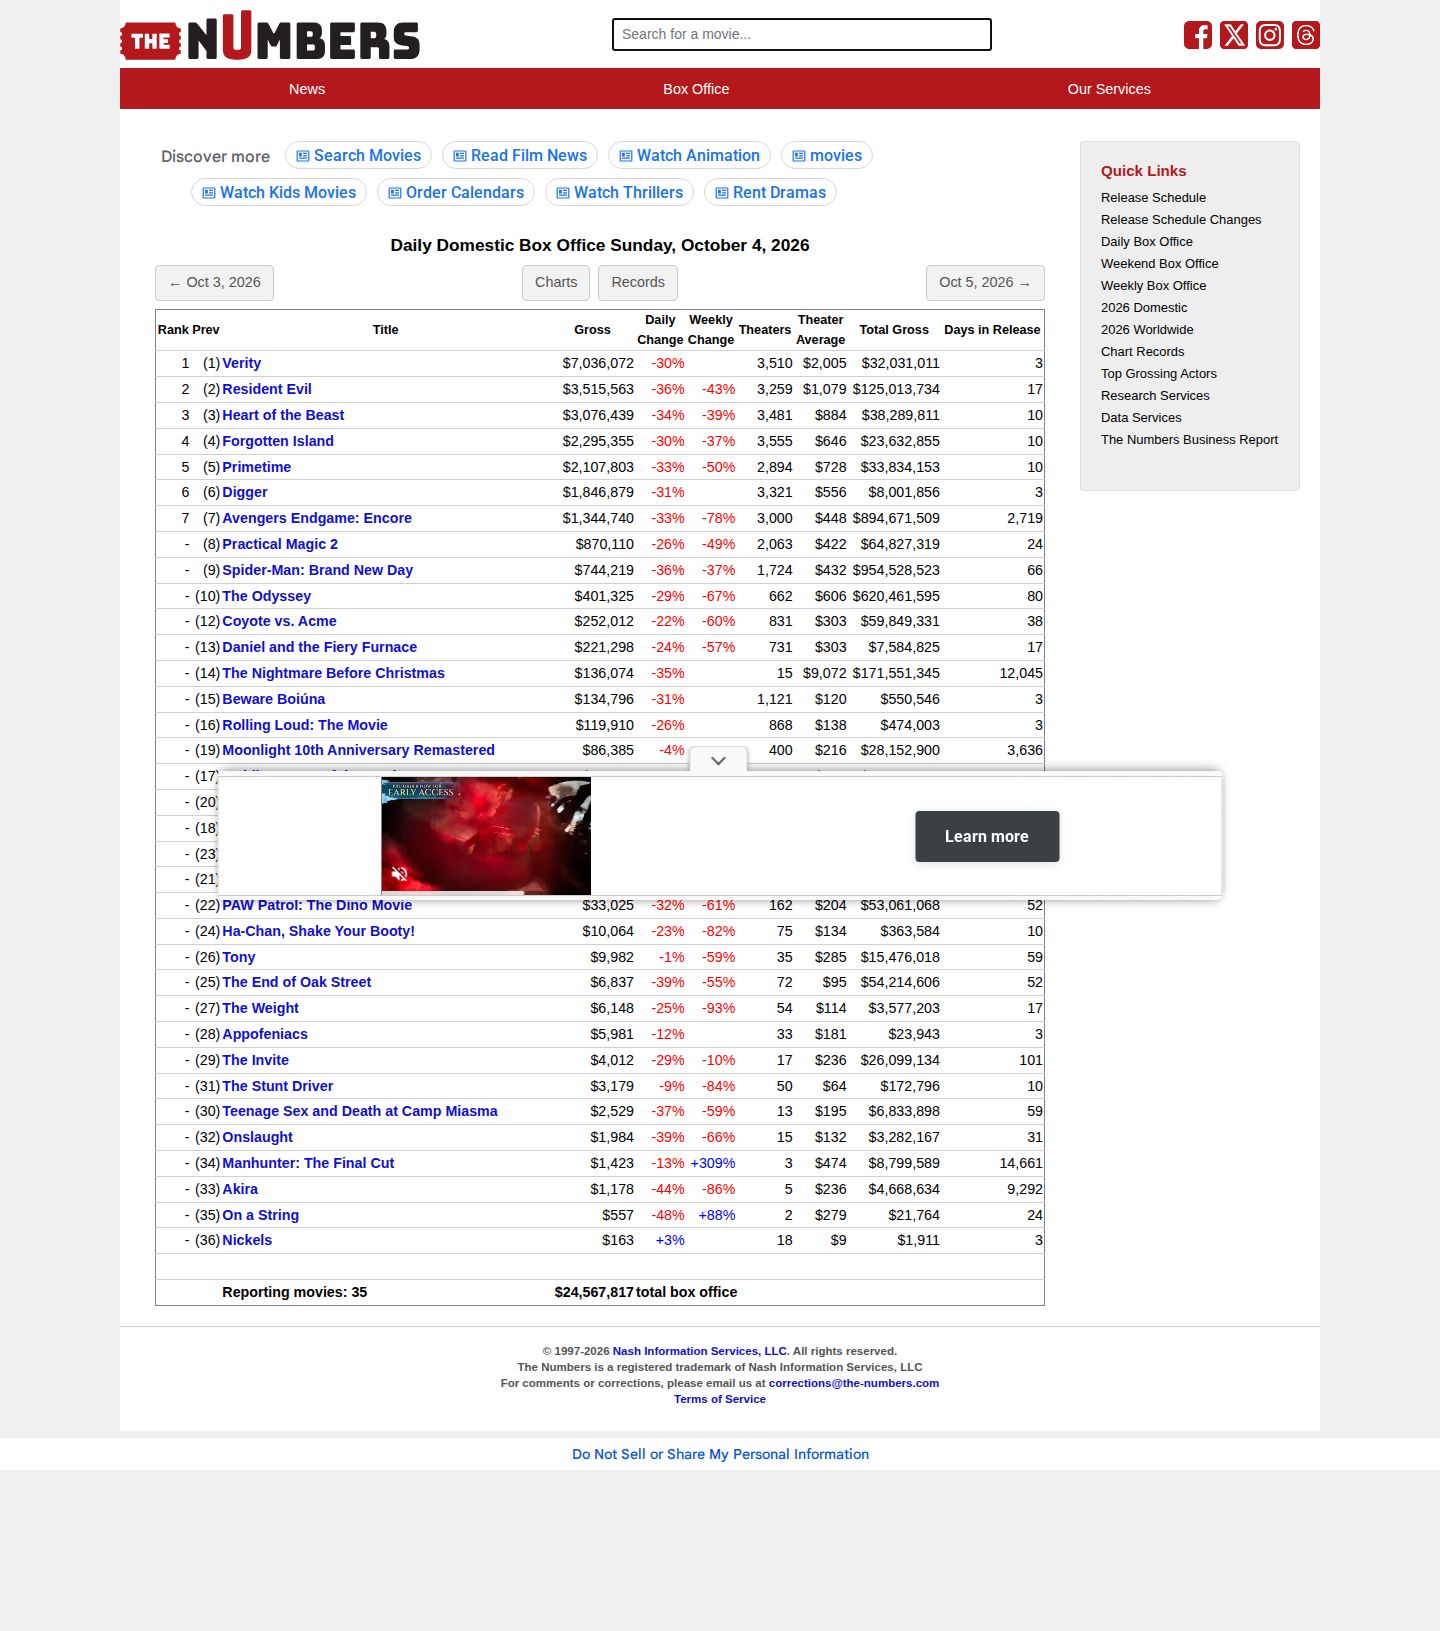 THE NUMBERS
Search for a movie...
News Box Office Our Services
Discover more Search Movies Read Film News Watch Animation movies
Watch Kids Movies Order Calendars Watch Thrillers Rent Dramas
Quick Links
Release Schedule
Release Schedule Changes
Daily Box Office
Weekend Box Office
Weekly Box Office
2026 Domestic
2026 Worldwide
Chart Records
Top Grossing Actors
Research Services
Data Services
The Numbers Business Report
Daily Domestic Box Office Sunday, October 4, 2026
← Oct 3, 2026 Charts Records Oct 5, 2026 →
Rank Prev Title Gross Daily Change Weekly Change Theaters Theater Average Total Gross Days in Release
1 (1) Verity $7,036,072 -30% 3,510 $2,005 $32,031,011 3
2 (2) Resident Evil $3,515,563 -36% -43% 3,259 $1,079 $125,013,734 17
3 (3) Heart of the Beast $3,076,439 -34% -39% 3,481 $884 $38,289,811 10
4 (4) Forgotten Island $2,295,355 -30% -37% 3,555 $646 $23,632,855 10
5 (5) Primetime $2,107,803 -33% -50% 2,894 $728 $33,834,153 10
6 (6) Digger $1,846,879 -31% 3,321 $556 $8,001,856 3
7 (7) Avengers Endgame: Encore $1,344,740 -33% -78% 3,000 $448 $894,671,509 2,719
- (8) Practical Magic 2 $870,110 -26% -49% 2,063 $422 $64,827,319 24
- (9) Spider-Man: Brand New Day $744,219 -36% -37% 1,724 $432 $954,528,523 66
- (10) The Odyssey $401,325 -29% -67% 662 $606 $620,461,595 80
- (12) Coyote vs. Acme $252,012 -22% -60% 831 $303 $59,849,331 38
- (13) Daniel and the Fiery Furnace $221,298 -24% -57% 731 $303 $7,584,825 17
- (14) The Nightmare Before Christmas $136,074 -35% 15 $9,072 $171,551,345 12,045
- (15) Beware Boiúna $134,796 -31% 1,121 $120 $550,546 3
- (16) Rolling Loud: The Movie $119,910 -26% 868 $138 $474,003 3
- (19) Moonlight 10th Anniversary Remastered $86,385 -4% 400 $216 $28,152,900 3,636
- (17)
- (20)
- (18)
- (23)
- (21)
EARLY ACCESS
Learn more
- (22) PAW Patrol: The Dino Movie $33,025 -32% -61% 162 $204 $53,061,068 52
- (24) Ha-Chan, Shake Your Booty! $10,064 -23% -82% 75 $134 $363,584 10
- (26) Tony $9,982 -1% -59% 35 $285 $15,476,018 59
- (25) The End of Oak Street $6,837 -39% -55% 72 $95 $54,214,606 52
- (27) The Weight $6,148 -25% -93% 54 $114 $3,577,203 17
- (28) Appofeniacs $5,981 -12% 33 $181 $23,943 3
- (29) The Invite $4,012 -29% -10% 17 $236 $26,099,134 101
- (31) The Stunt Driver $3,179 -9% -84% 50 $64 $172,796 10
- (30) Teenage Sex and Death at Camp Miasma $2,529 -37% -59% 13 $195 $6,833,898 59
- (32) Onslaught $1,984 -39% -66% 15 $132 $3,282,167 31
- (34) Manhunter: The Final Cut $1,423 -13% +309% 3 $474 $8,799,589 14,661
- (33) Akira $1,178 -44% -86% 5 $236 $4,668,634 9,292
- (35) On a String $557 -48% +88% 2 $279 $21,764 24
- (36) Nickels $163 +3% 18 $9 $1,911 3
Reporting movies: 35 $24,567,817 total box office
© 1997-2026 Nash Information Services, LLC. All rights reserved.
The Numbers is a registered trademark of Nash Information Services, LLC
For comments or corrections, please email us at corrections@the-numbers.com
Terms of Service
Do Not Sell or Share My Personal Information